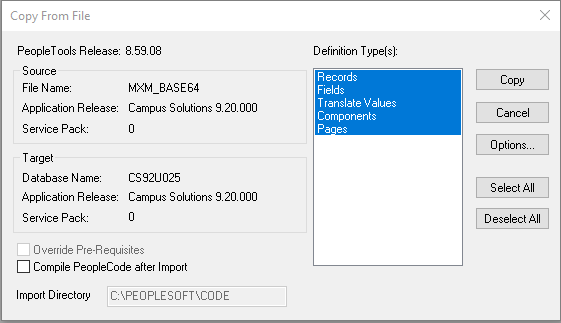 Copy From File
PeopleTools Release: 8.59.08
Source
File Name: MXM_BASE64
Application Release: Campus Solutions 9.20.000
Service Pack: 0
Target
Database Name: CS92U025
Application Release: Campus Solutions 9.20.000
Service Pack: 0
Override Pre-Requisites
Compile PeopleCode after Import
Import Directory C:\PEOPLESOFT\CODE
Definition Type(s):
Records
Fields
Translate Values
Components
Pages
Copy
Cancel
Options...
Select All
Deselect All